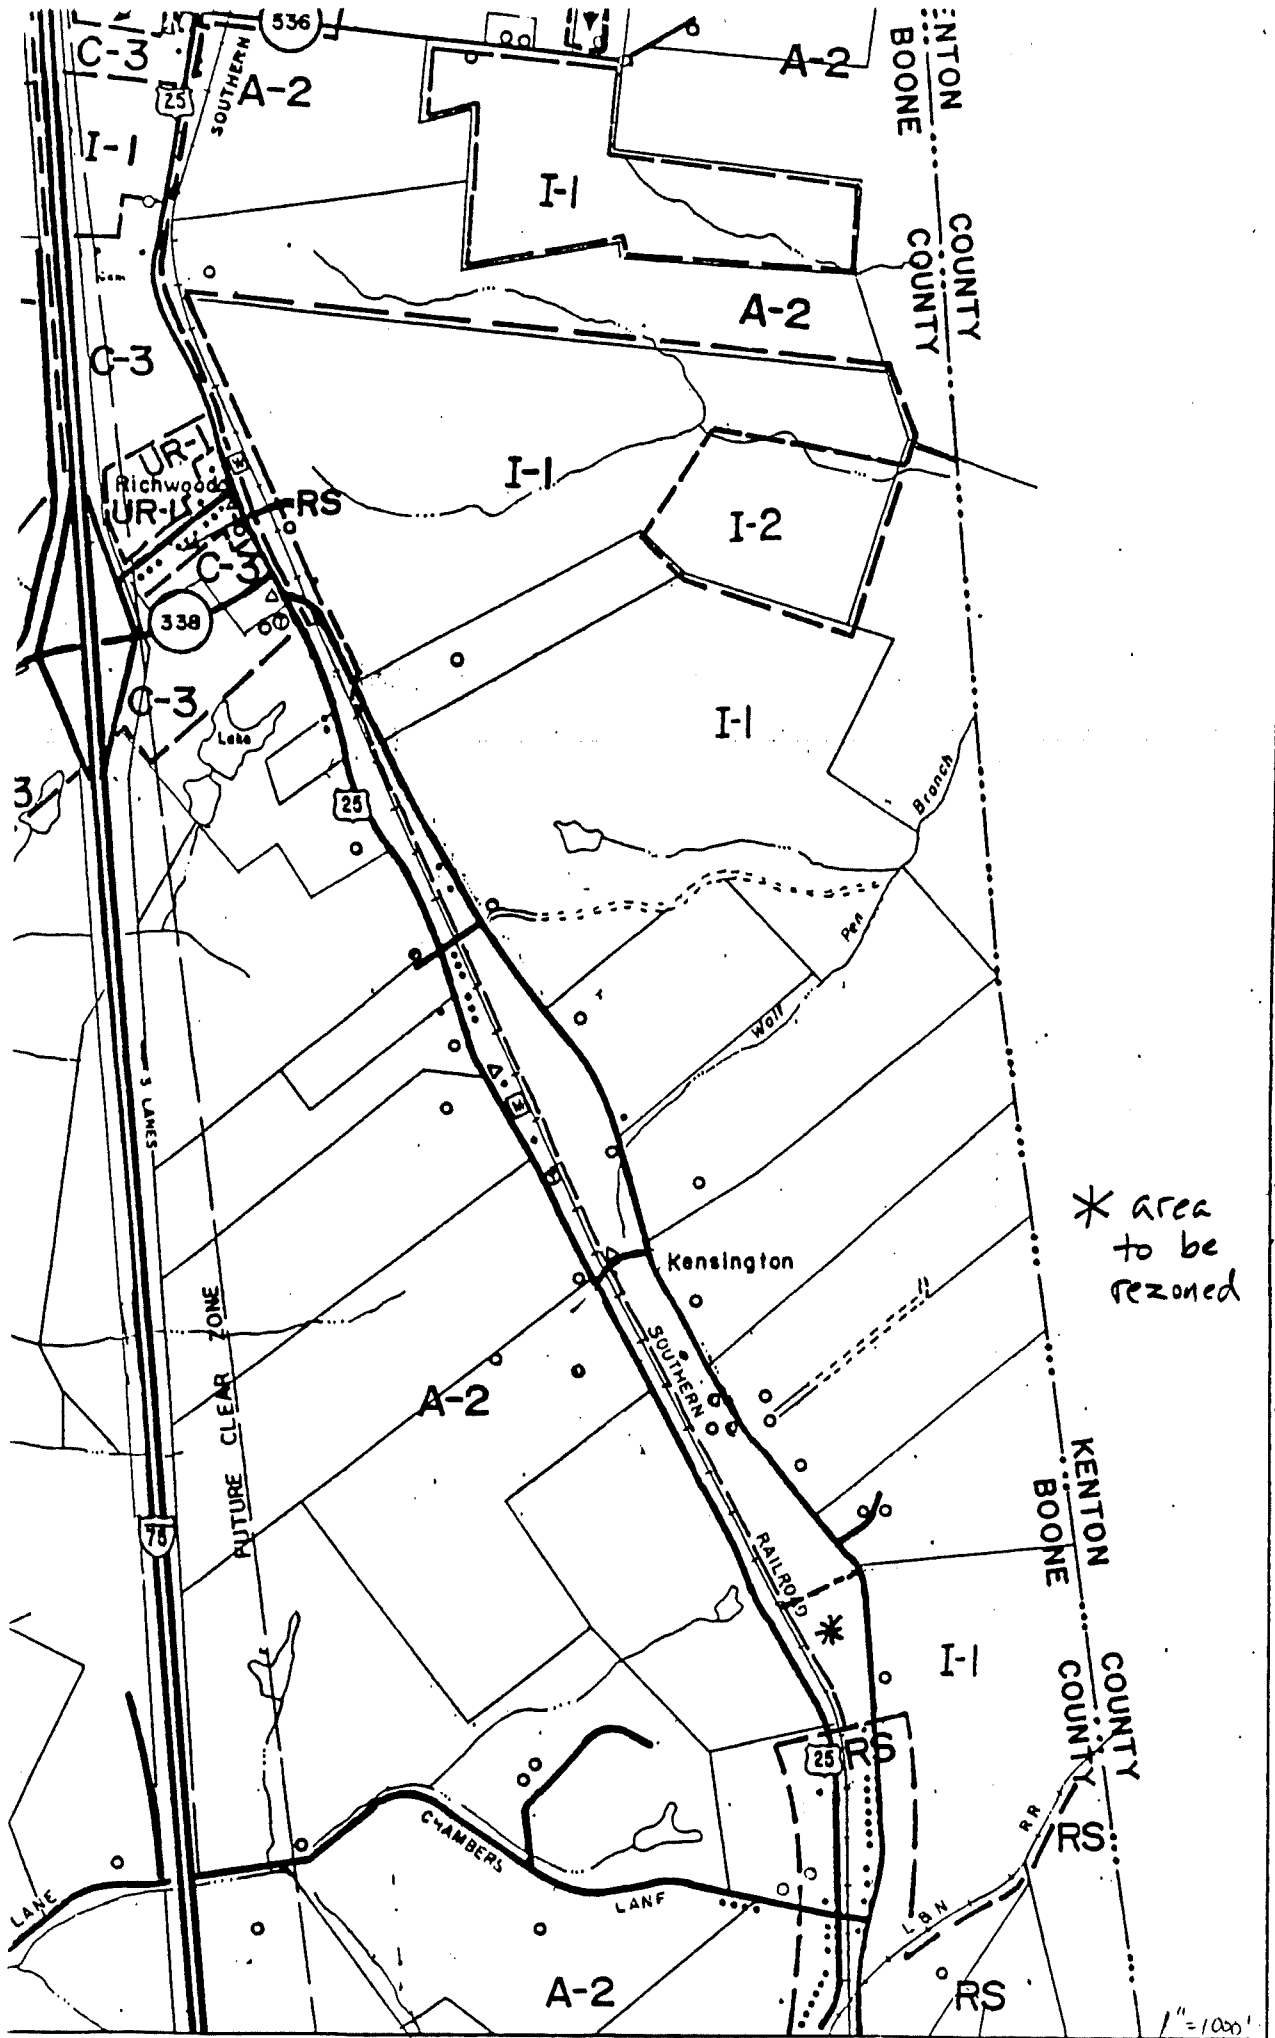 536
C-3
A-2
A-2
25
SOUTHERN
I-1
I-1
BOONE
COUNTY
COUNTY
A-2
C-3
UR-1
Richwood
UR-1
RS
I-1
I-2
C-3
338
C-3
Lake
I-1
3
25
Branch
Pen
Wall
S LANES
* area
to be
rezoned
Kensington
FUTURE CLEAR ZONE
SOUTHERN
A-2
KENTON
BOONE
75
RAILROAD
*
I-1
COUNTY
COUNTY
25
RS
RR
RS
CHAMBERS
LANE
LANE
L&N
A-2
RS
1"=1000'